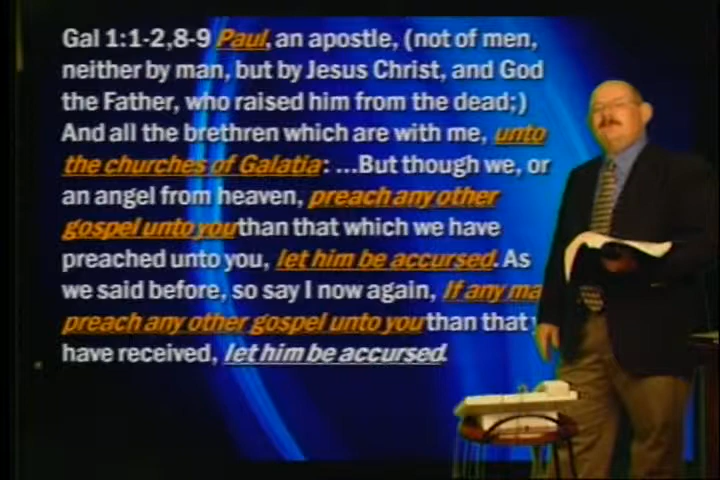 Gal 1:1-2,8-9 Paul, an apostle, (not of men,
neither by man, but by Jesus Christ, and God
the Father, who raised him from the dead;)
And all the brethren which are with me, unto
the churches of Galatia: ...But though we, or
an angel from heaven, preach any other
gospel unto you than that which we have
preached unto you, let him be accursed. As
we said before, so say I now again, If any ma
preach any other gospel unto you than that
have received, let him be accursed.